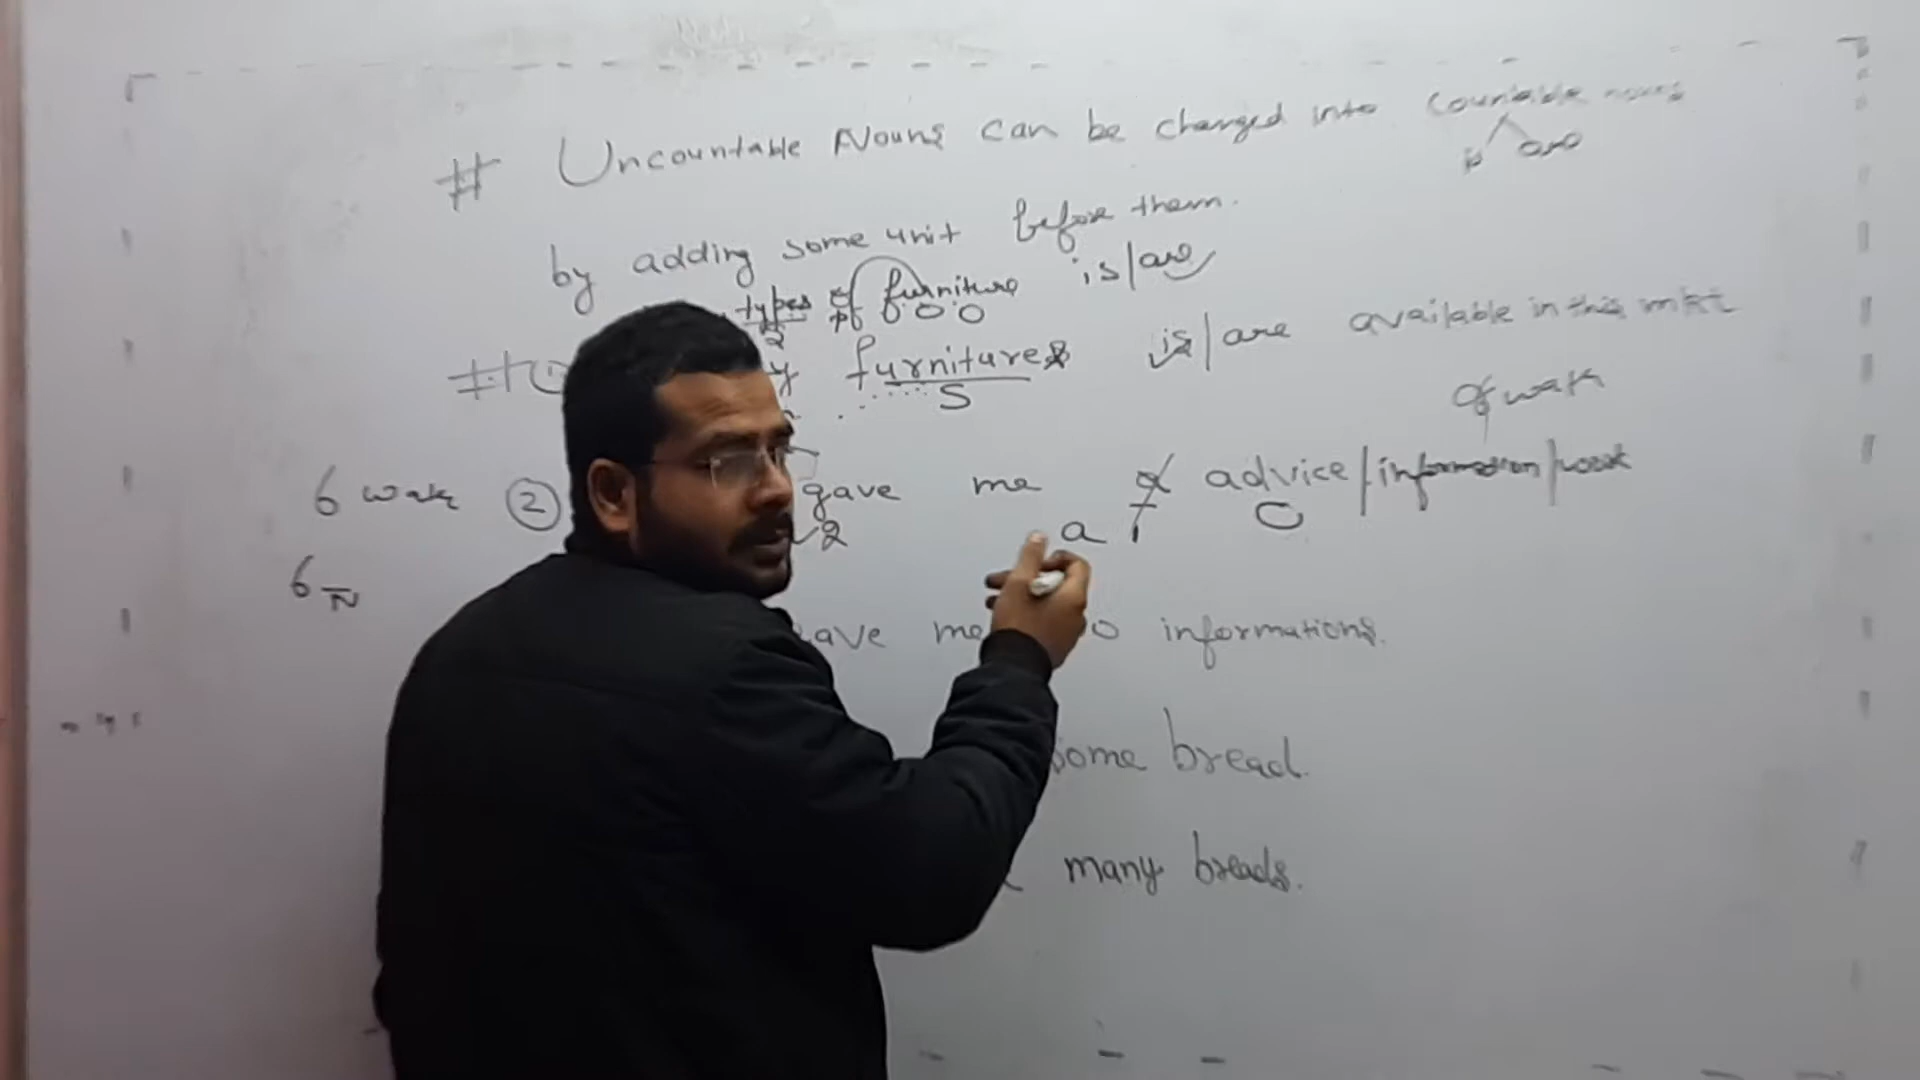 # Uncountable Nouns can be changed into Countable nouns
is are
by adding some unit before them.
types of furniture is/are
furnitures is/are available in this mkt
S
of work
6 work ② gave me a advice/information/work
2 a
6 N
gave me informations.
some bread.
many breads.